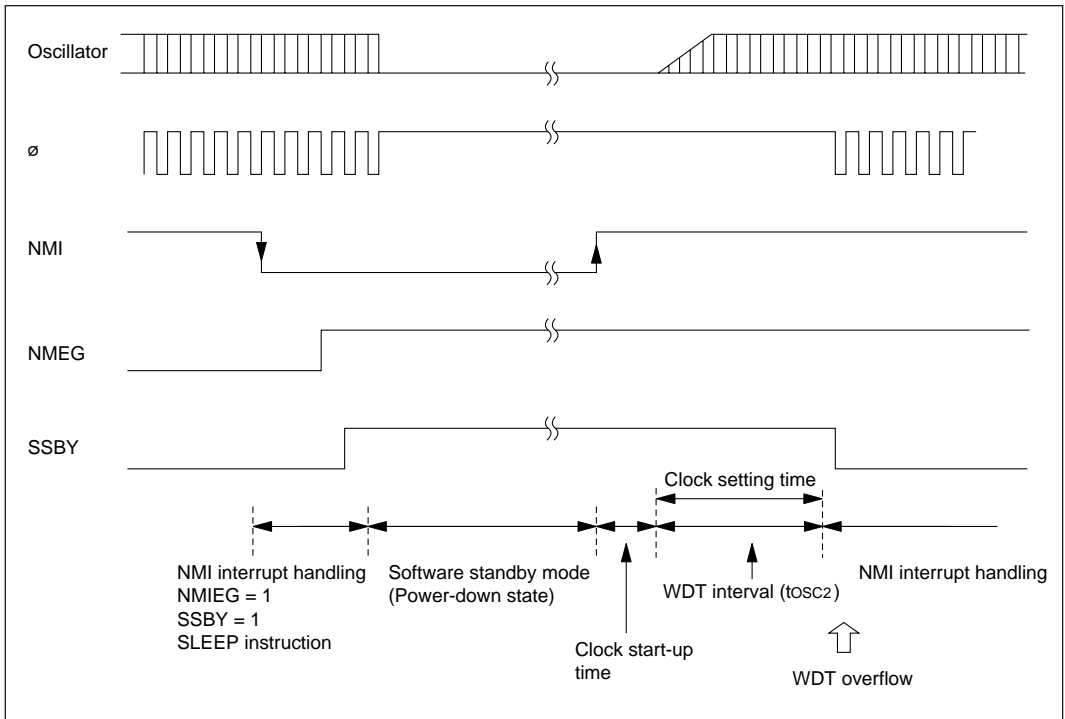 Oscillator
ø
NMI
NMEG
SSBY
Clock setting time
NMI interrupt handling
NMIEG = 1
SSBY = 1
SLEEP instruction
Software standby mode
(Power-down state)
Clock start-up
time
WDT interval (tOSC2)
NMI interrupt handling
WDT overflow